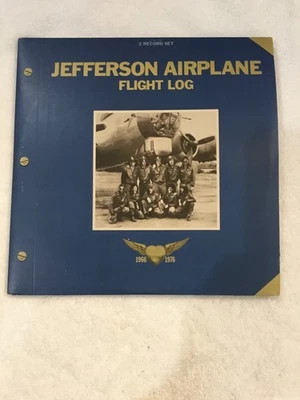 2 RECORD SET
JEFFERSON AIRPLANE
FLIGHT LOG
1966 1976